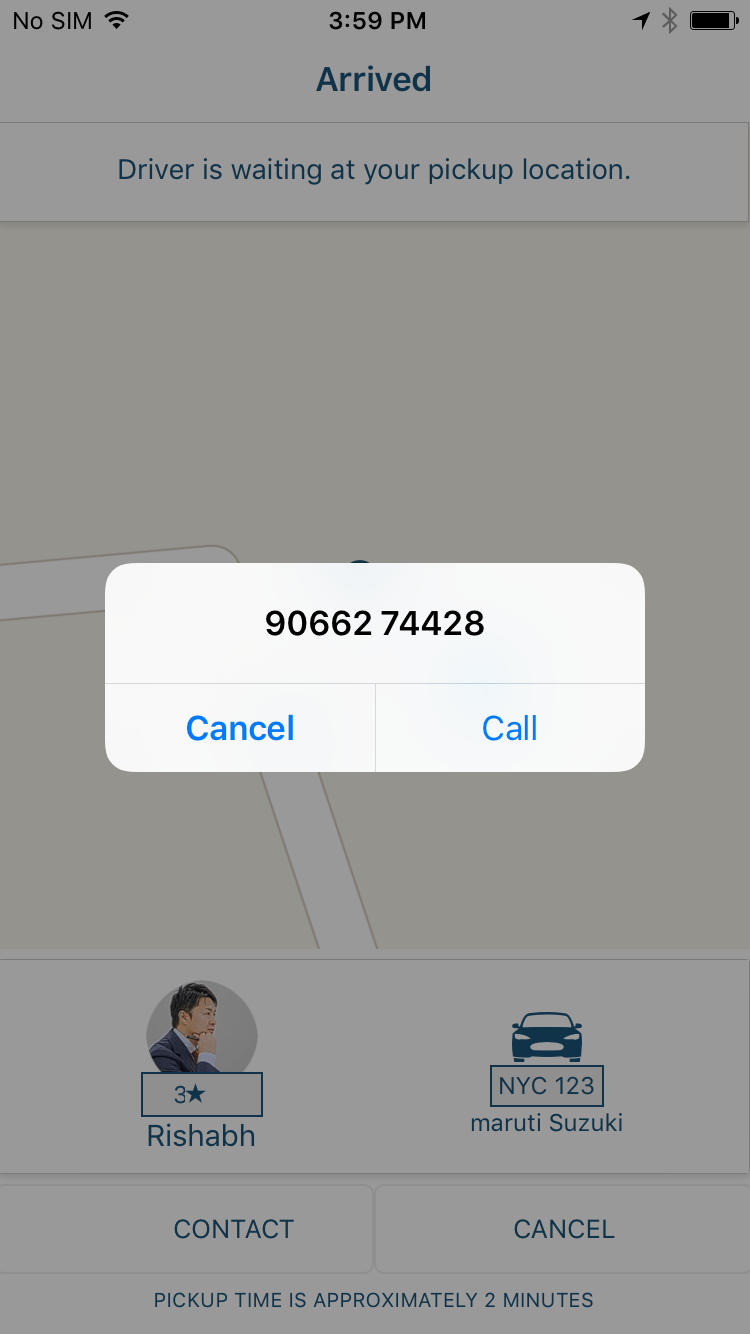 No SIM 3:59 PM
Arrived
Driver is waiting at your pickup location.
90662 74428
Cancel Call
3★ NYC 123
Rishabh maruti Suzuki
CONTACT CANCEL
PICKUP TIME IS APPROXIMATELY 2 MINUTES